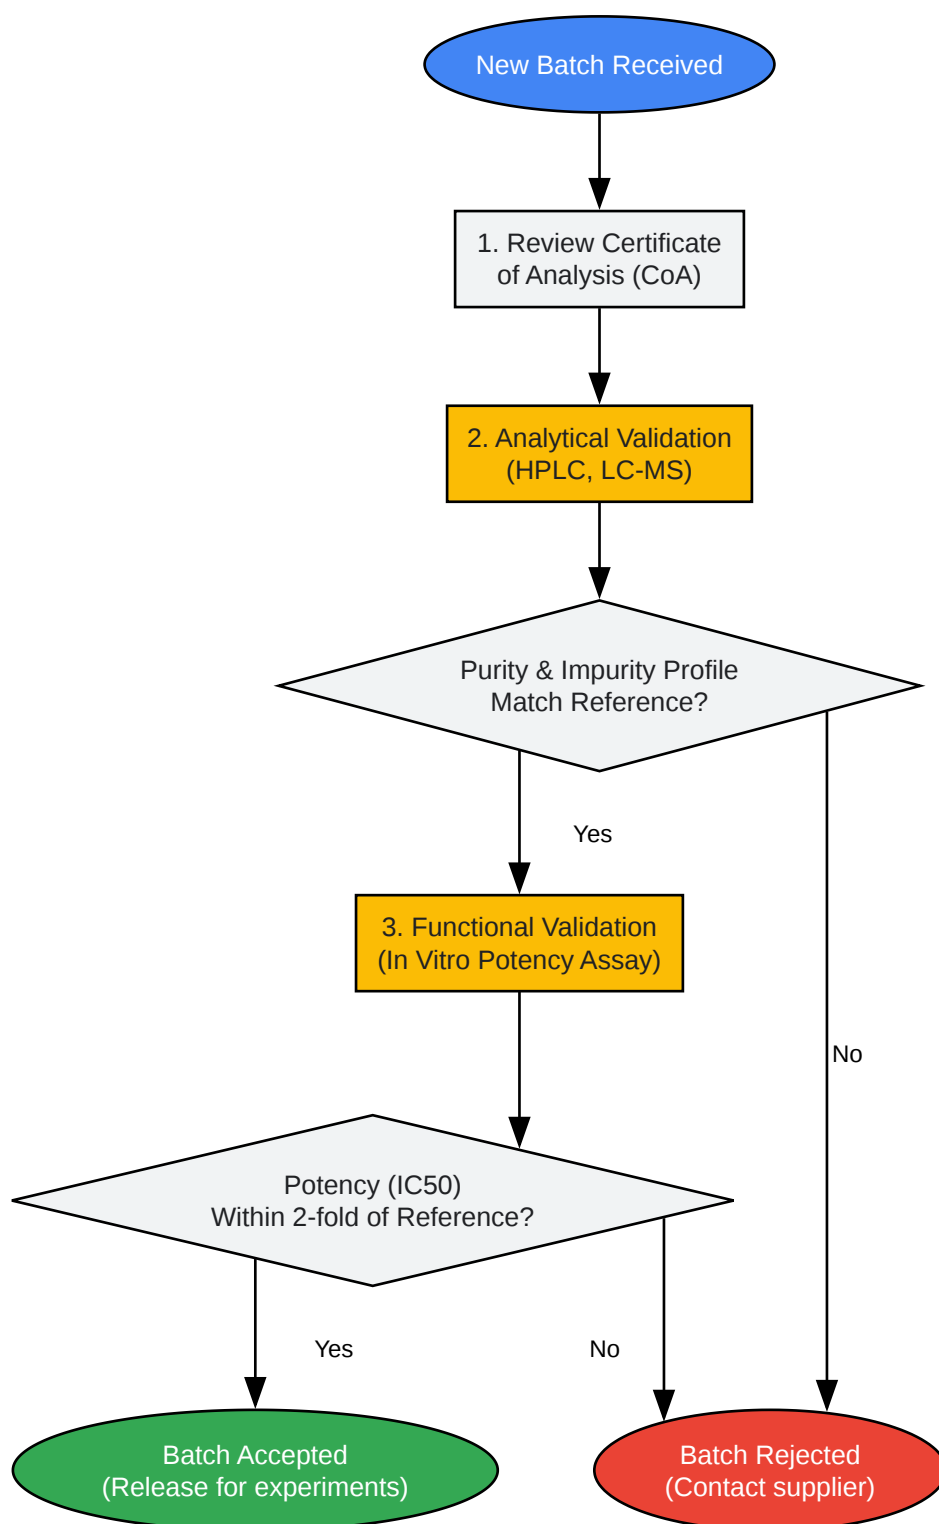 New Batch Received
1. Review Certificate
of Analysis (CoA)
2. Analytical Validation
(HPLC, LC-MS)
Purity & Impurity Profile
Match Reference?
Yes
3. Functional Validation
(In Vitro Potency Assay)
No
Potency (IC50)
Within 2-fold of Reference?
Yes
No
Batch Accepted
(Release for experiments)
Batch Rejected
(Contact supplier)